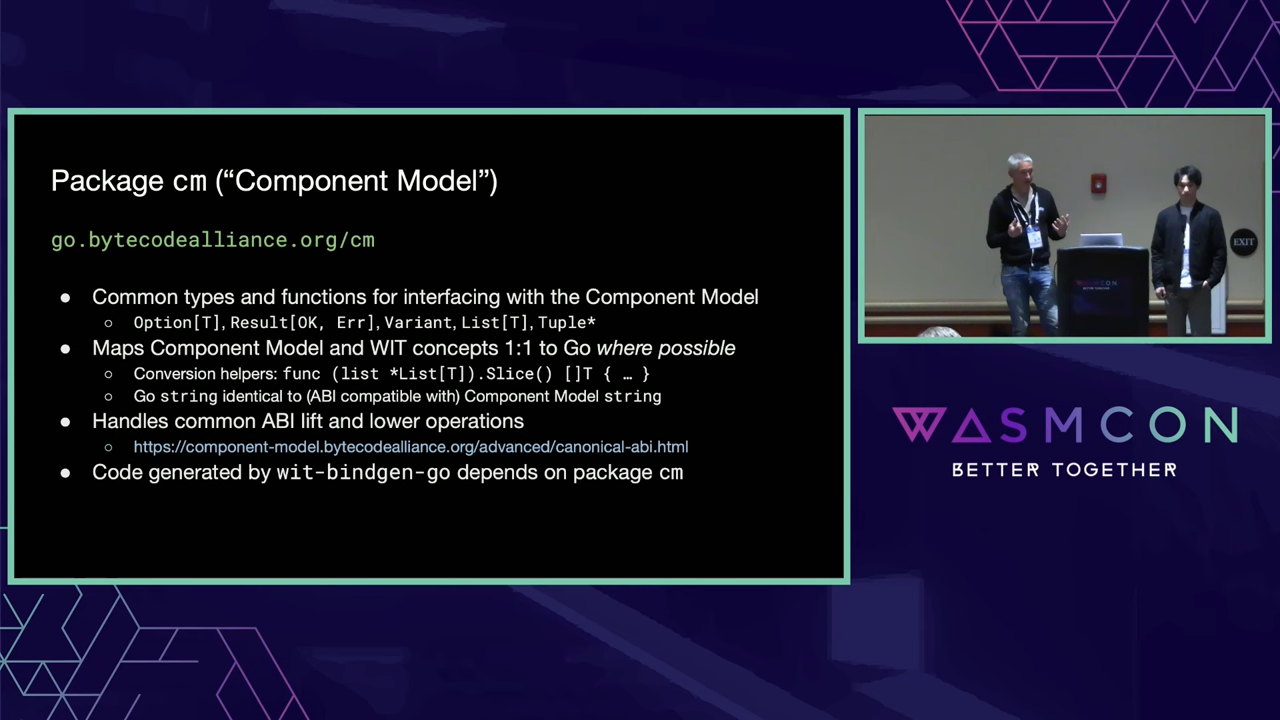 Package cm (“Component Model”)
go.bytecodealliance.org/cm
● Common types and functions for interfacing with the Component Model
○ Option[T], Result[OK, Err], Variant, List[T], Tuple*
● Maps Component Model and WIT concepts 1:1 to Go where possible
○ Conversion helpers: func (list *List[T]).Slice() []T { … }
○ Go string identical to (ABI compatible with) Component Model string
● Handles common ABI lift and lower operations
○ https://component-model.bytecodealliance.org/advanced/canonical-abi.html
● Code generated by wit-bindgen-go depends on package cm
EXIT
WASMCON
BETTER TOGETHER
WASMCON
BETTER TOGETHER